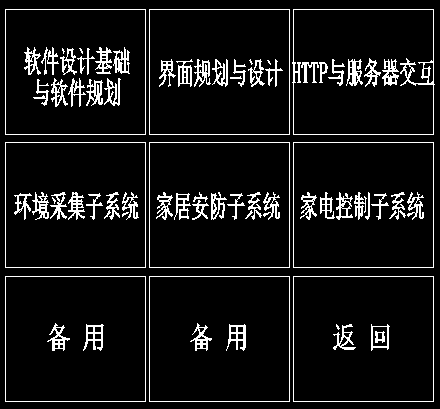 软件设计基础
与软件规划
界面规划与设计
HTTP与服务器交互
环境采集子系统
家居安防子系统
家电控制子系统
备 用
备 用
返 回